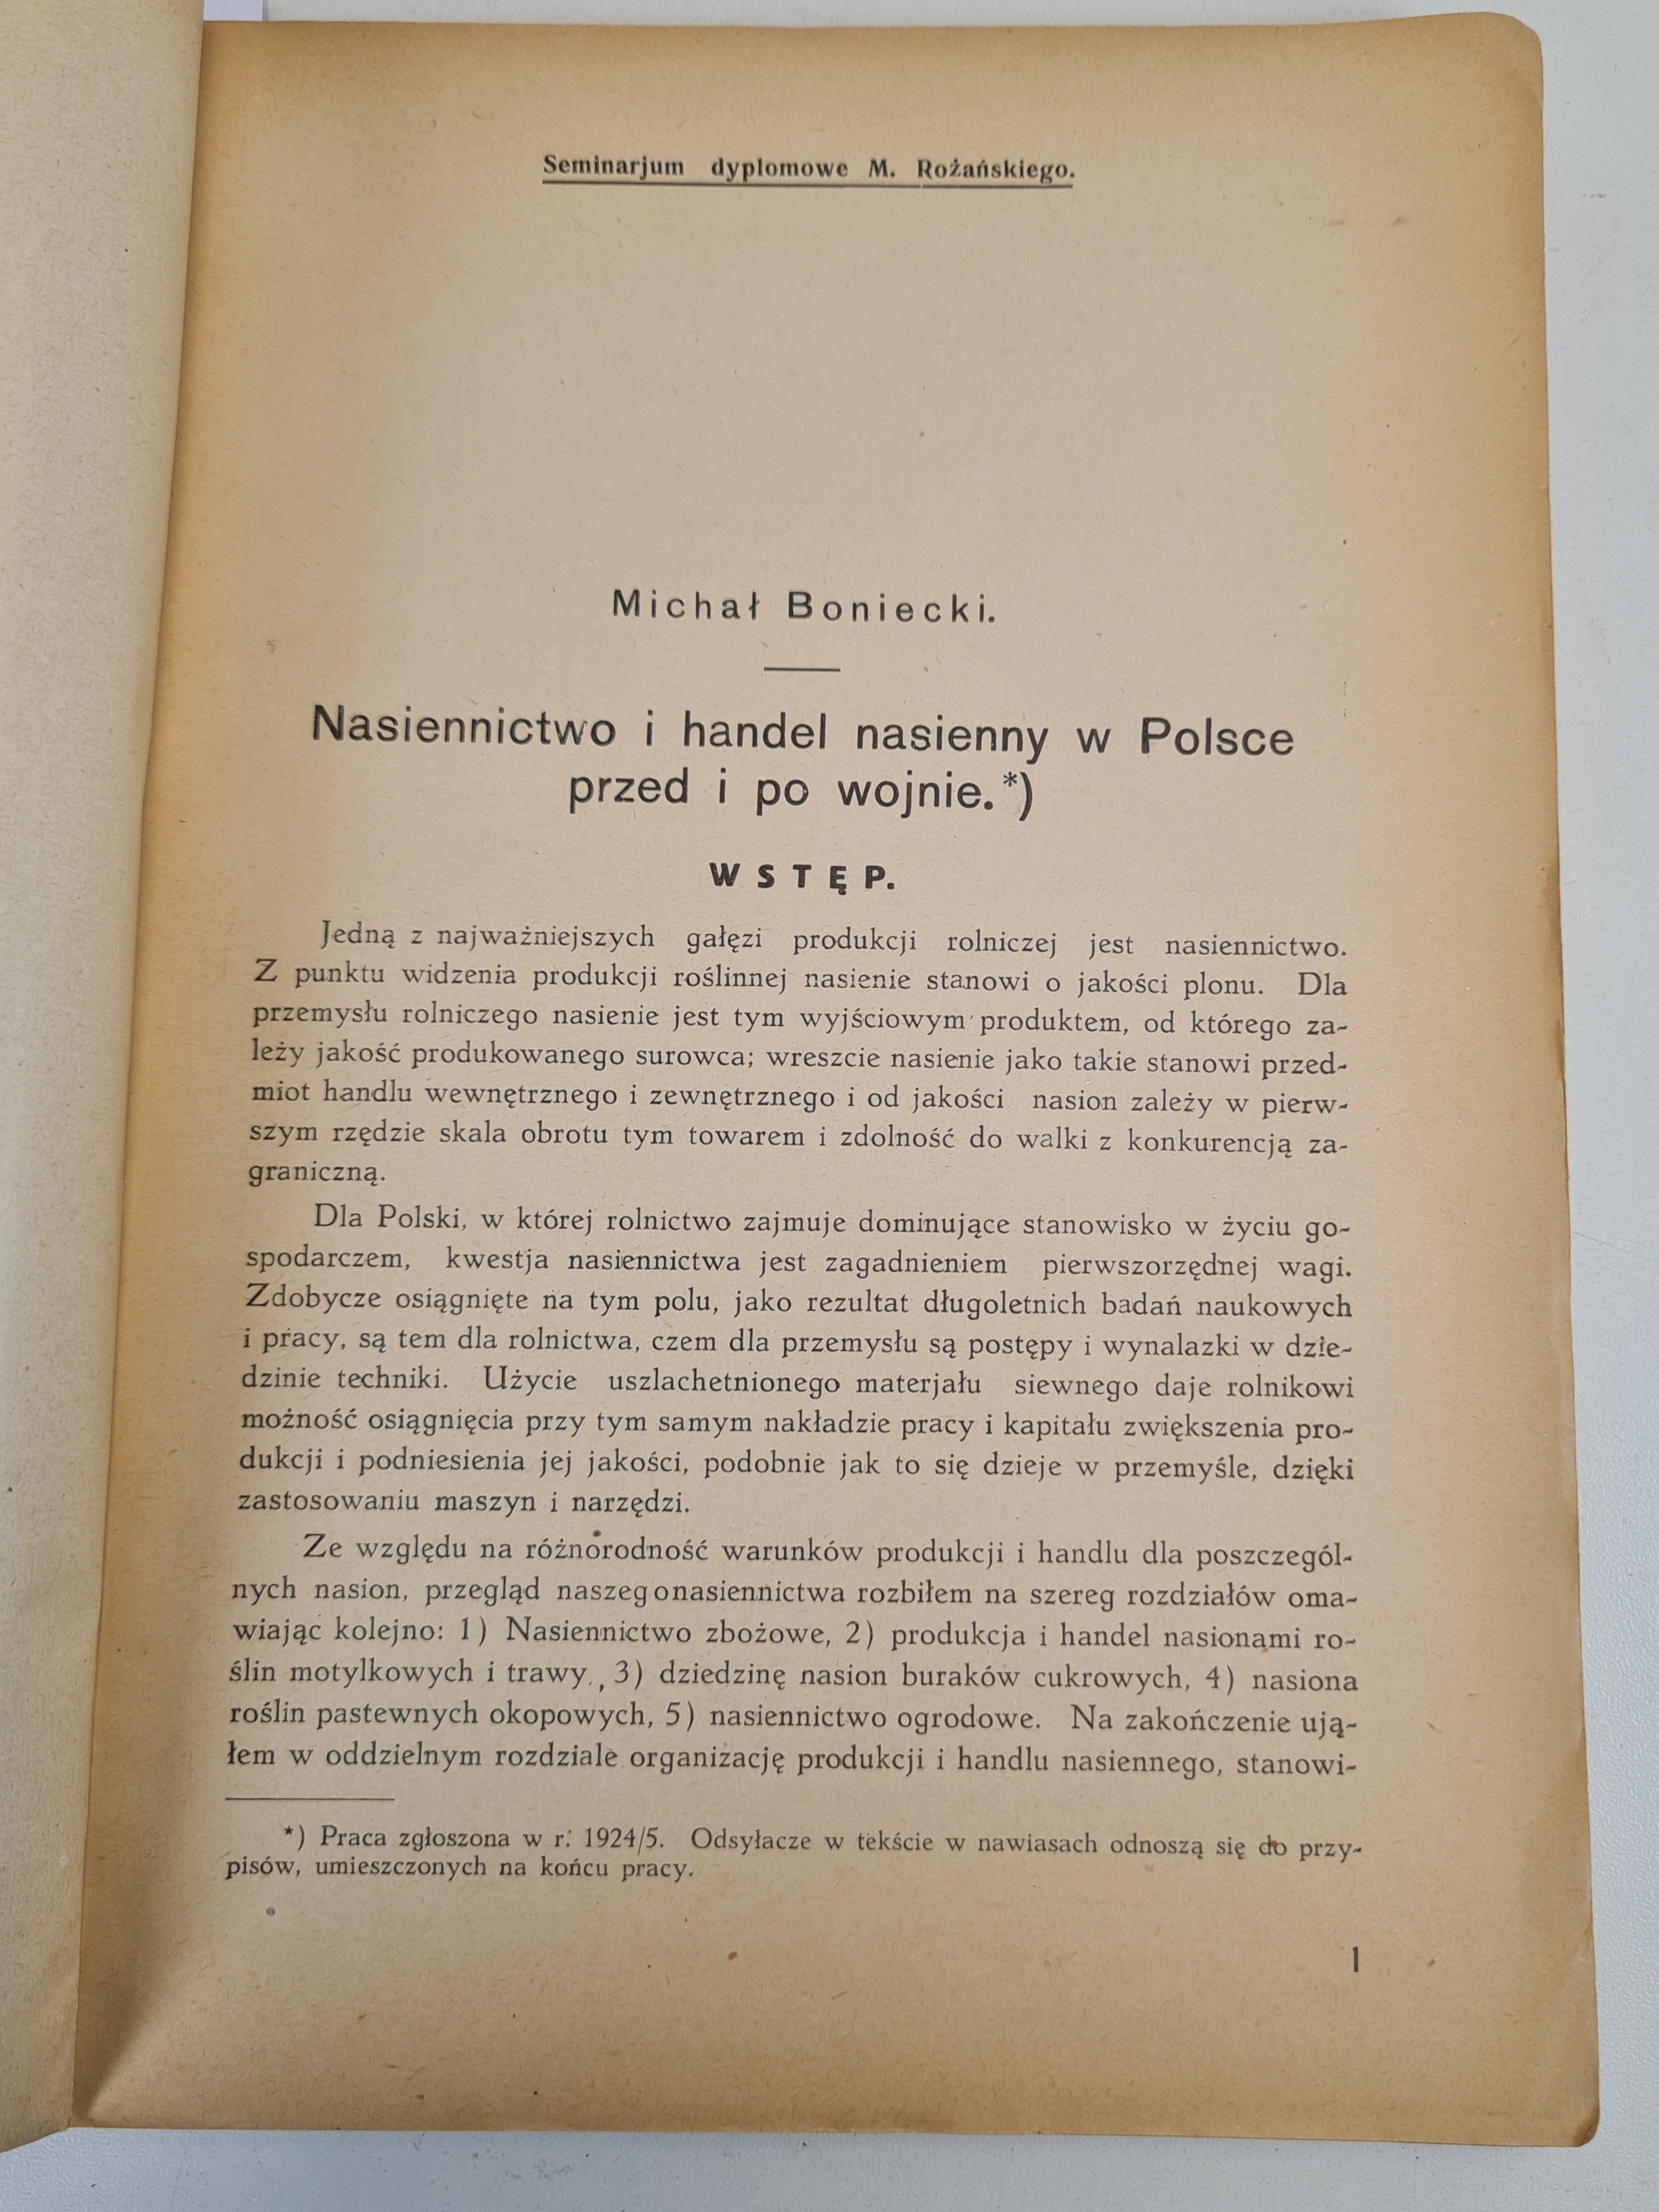 Seminarjum dyplomowe M. Rożańskiego.
Michał Boniecki.
Nasiennictwo i handel nasienny w Polsce
przed i po wojnie.*)
WSTĘP.
Jedną z najważniejszych gałęzi produkcji rolniczej jest nasiennictwo.
Z punktu widzenia produkcji roślinnej nasienie stanowi o jakości plonu. Dla
przemysłu rolniczego nasienie jest tym wyjściowym produktem, od którego za-
leży jakość produkowanego surowca; wreszcie nasienie jako takie stanowi przed-
miot handlu wewnętrznego i zewnętrznego i od jakości nasion zależy w pierw-
szym rzędzie skala obrotu tym towarem i zdolność do walki z konkurencją za-
graniczną.
Dla Polski, w której rolnictwo zajmuje dominujące stanowisko w życiu go-
spodarczem, kwestja nasiennictwa jest zagadnieniem pierwszorzędnej wagi.
Zdobycze osiągnięte na tym polu, jako rezultat długoletnich badań naukowych
i pracy, są tem dla rolnictwa, czem dla przemysłu są postępy i wynalazki w dzie-
dzinie techniki. Użycie uszlachetnionego materjału siewnego daje rolnikowi
możność osiągnięcia przy tym samym nakładzie pracy i kapitału zwiększenia pro-
dukcji i podniesienia jej jakości, podobnie jak to się dzieje w przemyśle, dzięki
zastosowaniu maszyn i narzędzi.
Ze względu na różnorodność warunków produkcji i handlu dla poszczegól-
nych nasion, przegląd naszegonasiennictwa rozbiłem na szereg rozdziałów oma-
wiając kolejno: 1) Nasiennictwo zbożowe, 2) produkcja i handel nasionami ro-
ślin motylkowych i trawy., 3) dziedzinę nasion buraków cukrowych, 4) nasiona
roślin pastewnych okopowych, 5) nasiennictwo ogrodowe. Na zakończenie ują-
łem w oddzielnym rozdziale organizację produkcji i handlu nasiennego, stanowi-
*) Praca zgłoszona w r. 1924/5. Odsyłacze w tekście w nawiasach odnoszą się do przy-
pisów, umieszczonych na końcu pracy.
1